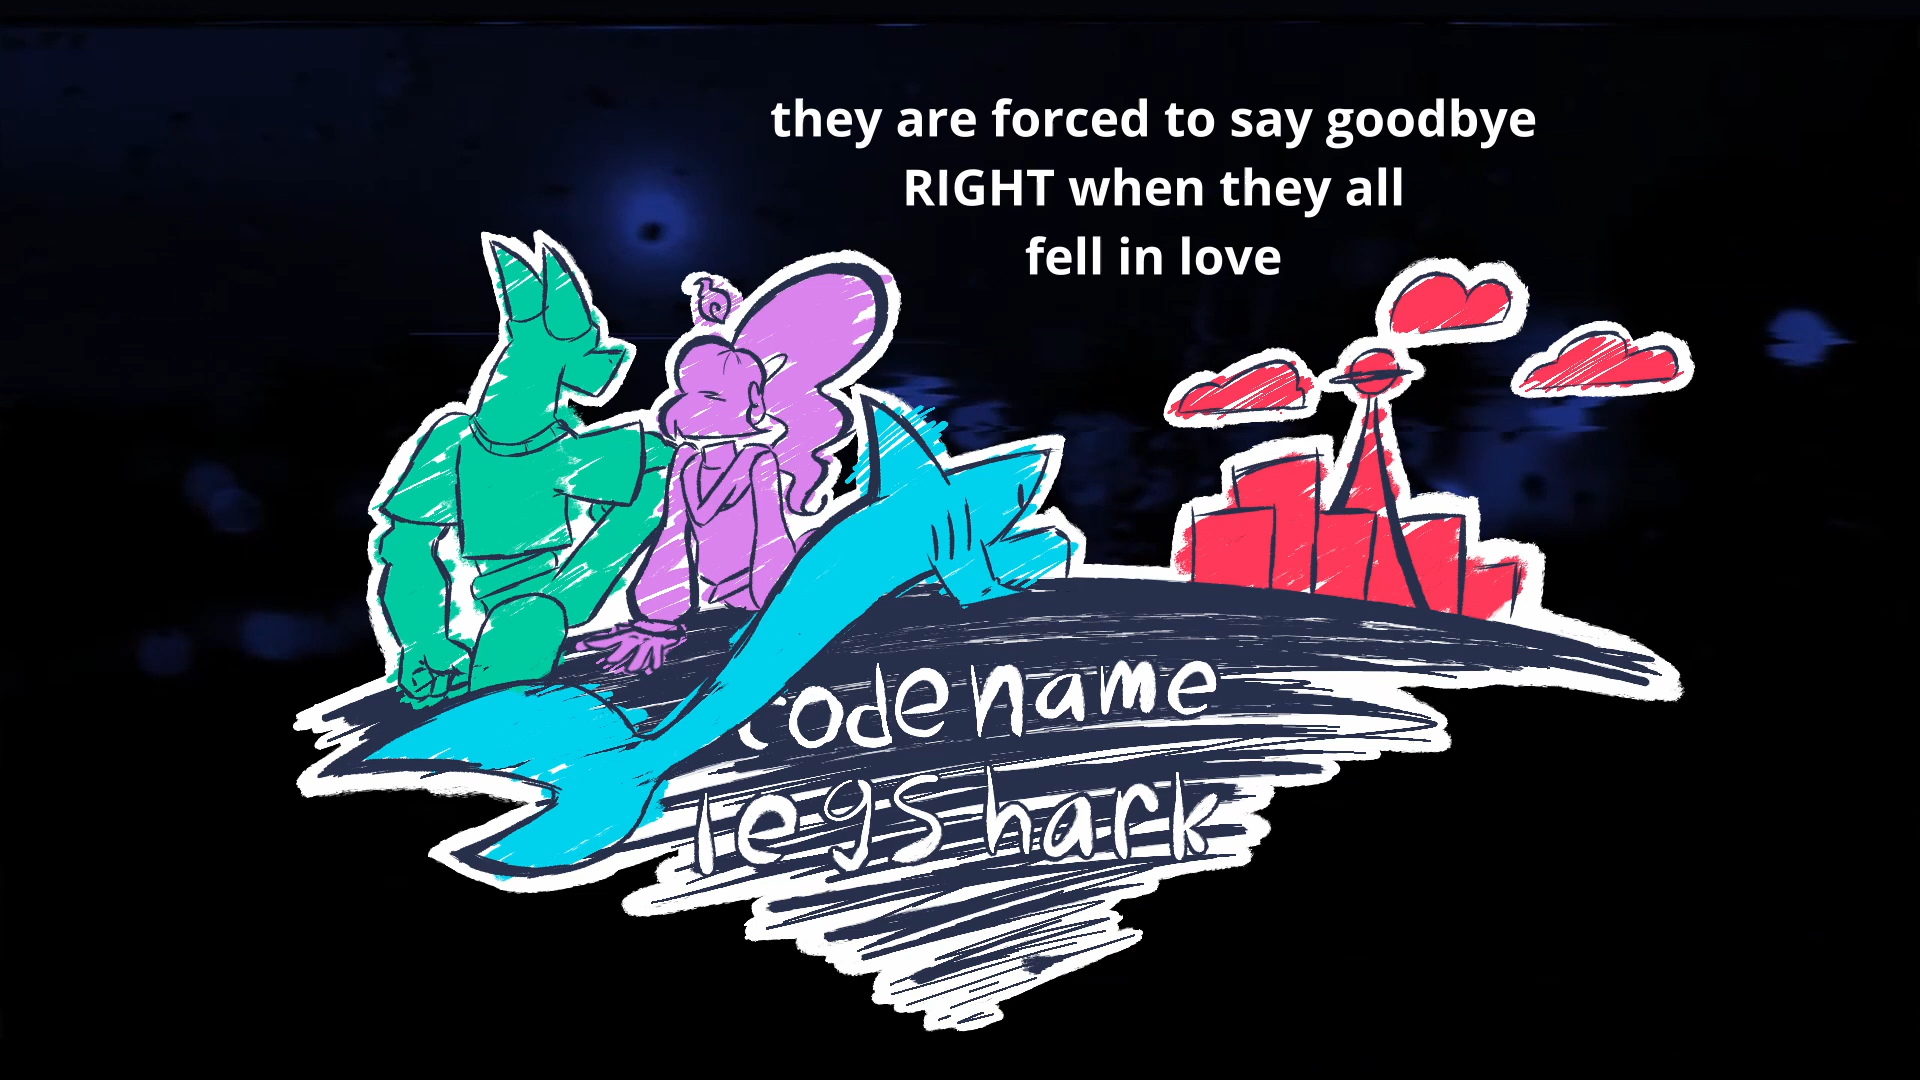 they are forced to say goodbye
RIGHT when they all
fell in love
codename
legshark